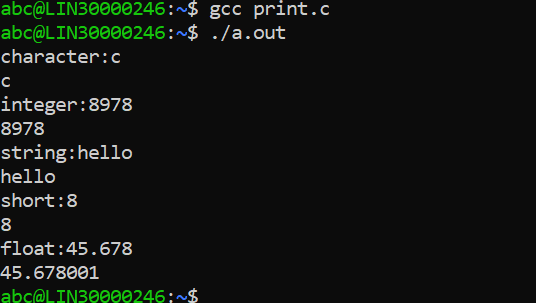 abc@LIN30000246:~$ gcc print.c
abc@LIN30000246:~$ ./a.out
character:c
c
integer:8978
8978
string:hello
hello
short:8
8
float:45.678
45.678001
abc@LIN30000246:~$